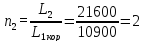 n₂ = L₂ / L₁кор = 21600 / 10900 = 2